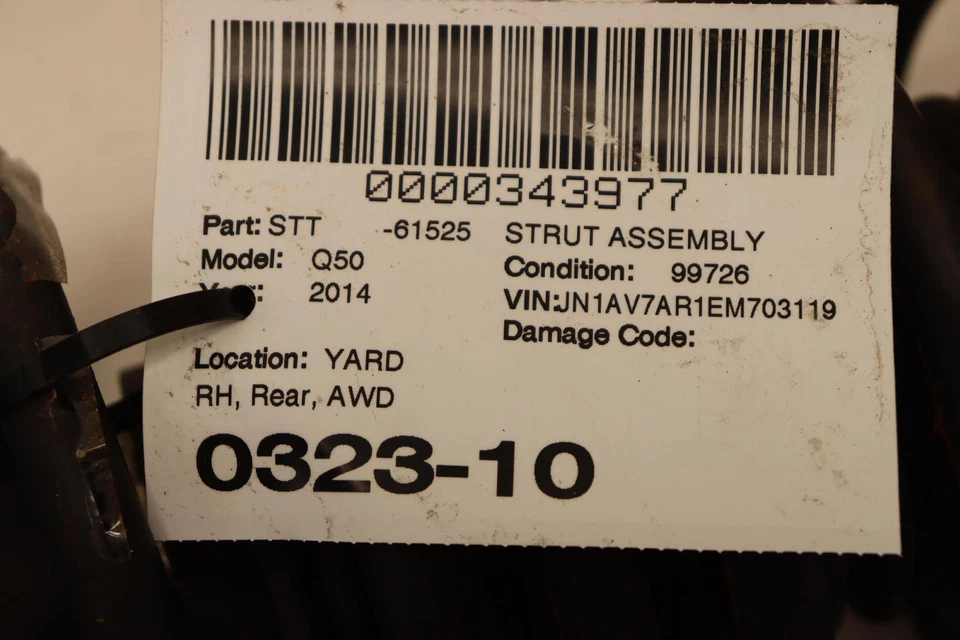 0000343977
Part: STT -61525 STRUT ASSEMBLY
Model: Q50 Condition: 99726
2014 VIN:JN1AV7AR1EM703119
Damage Code:
Location: YARD
RH, Rear, AWD
0323-10